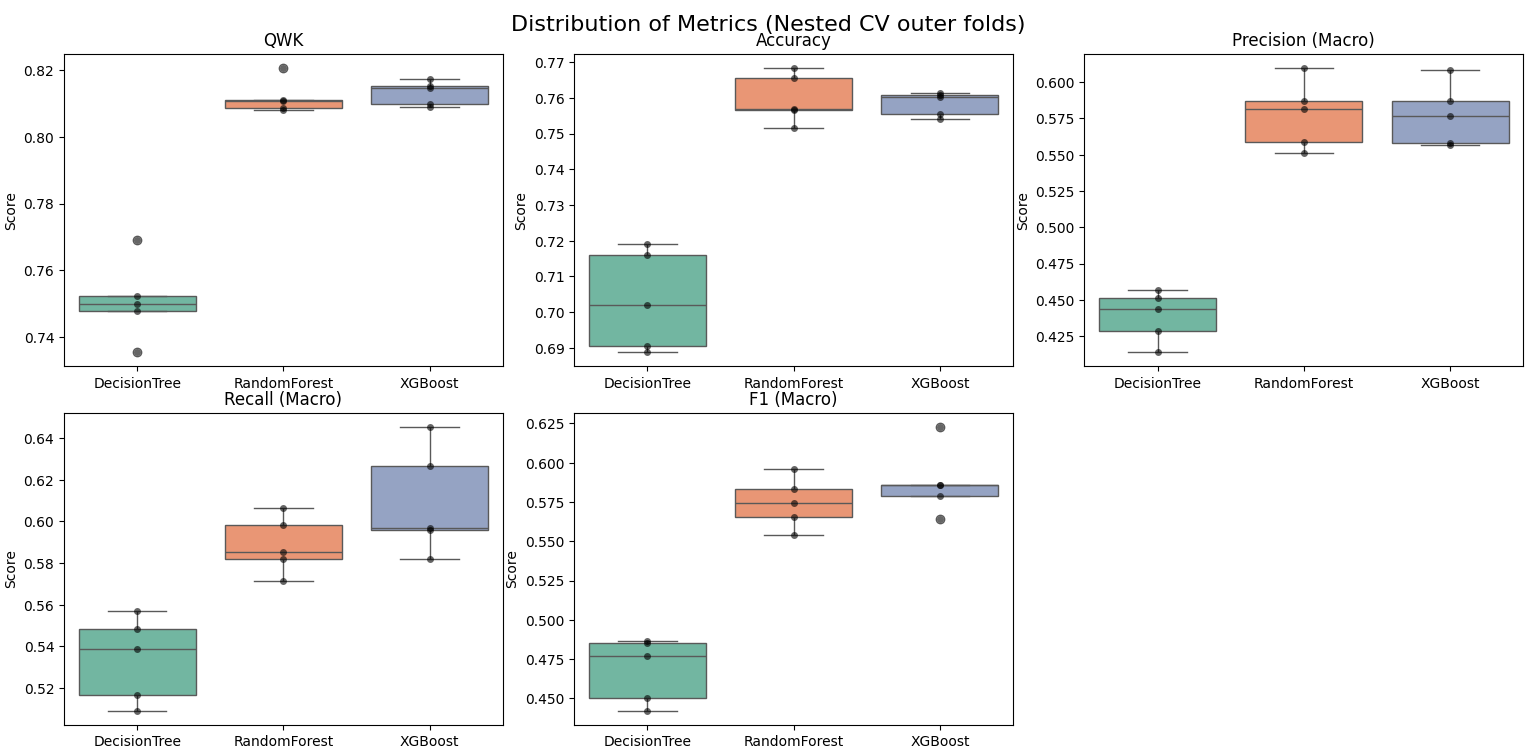 Distribution of Metrics (Nested CV outer folds)
QWK
Score
0.82
0.80
0.78
0.76
0.74
DecisionTree RandomForest XGBoost
Accuracy
Score
0.77
0.76
0.75
0.74
0.73
0.72
0.71
0.70
0.69
DecisionTree RandomForest XGBoost
Precision (Macro)
Score
0.600
0.575
0.550
0.525
0.500
0.475
0.450
0.425
DecisionTree RandomForest XGBoost
Recall (Macro)
Score
0.64
0.62
0.60
0.58
0.56
0.54
0.52
DecisionTree RandomForest XGBoost
F1 (Macro)
Score
0.625
0.600
0.575
0.550
0.525
0.500
0.475
0.450
DecisionTree RandomForest XGBoost